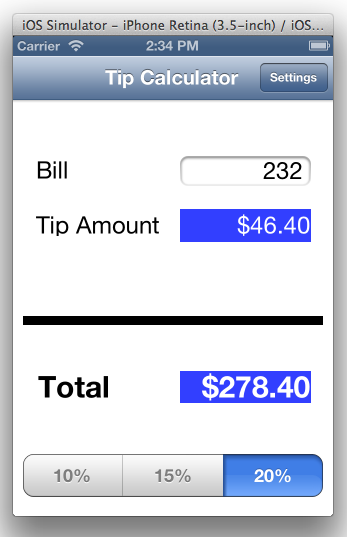 iOS Simulator - iPhone Retina (3.5-inch) / iOS...
Carrier 2:34 PM
Tip Calculator Settings
Bill 232
Tip Amount $46.40
Total $278.40
10% 15% 20%